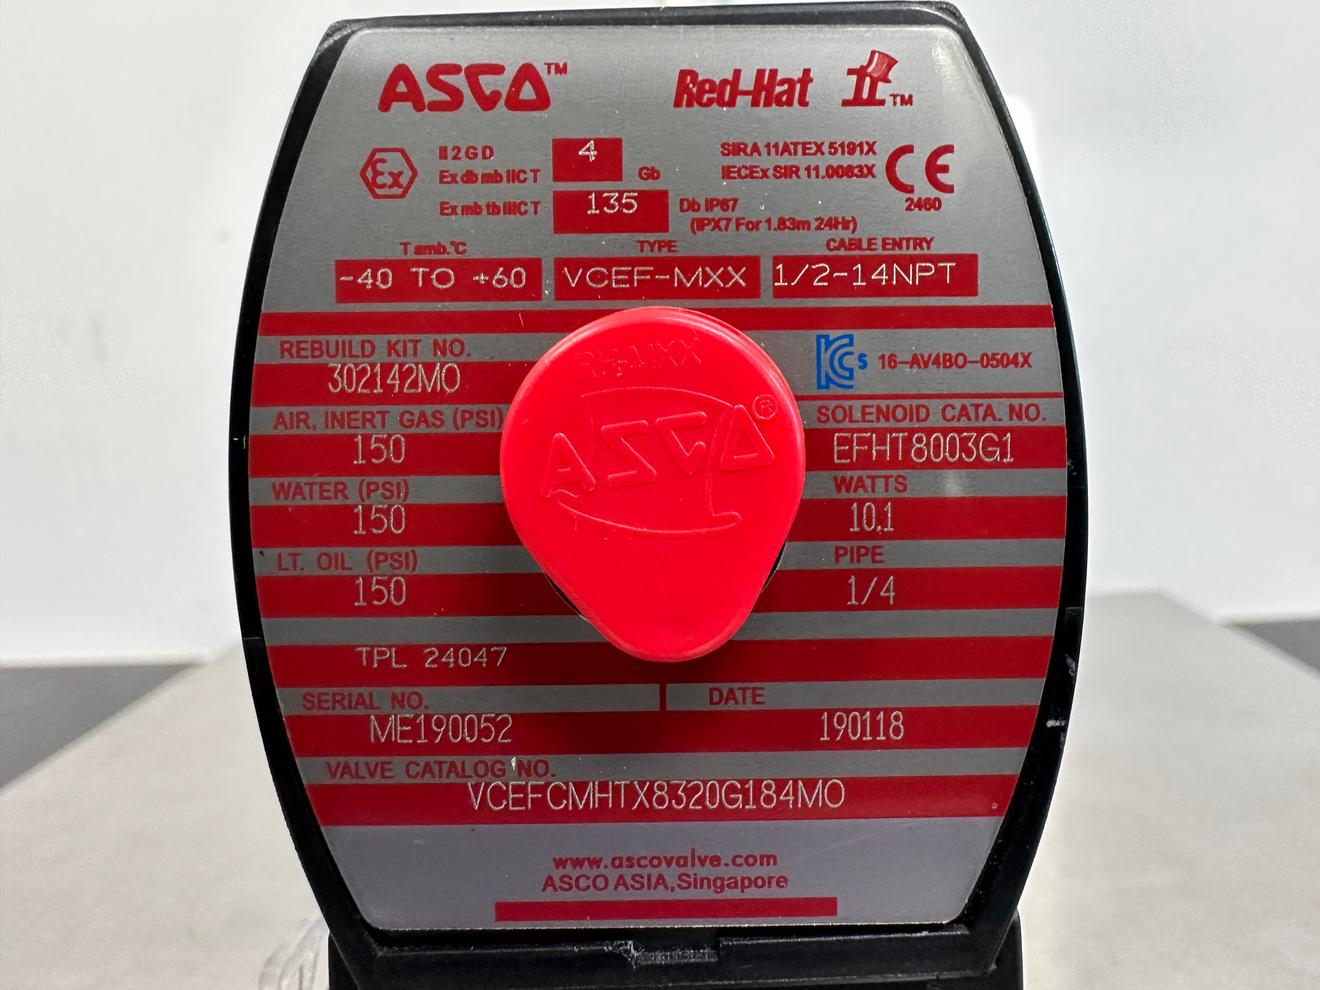 ASCO™ Red-Hat II™
Ex II 2 G D 4 SIRA 11ATEX 5191X CE
Ex db mb IIC T Gb IECEx SIR 11.0083X
Ex mb tb IIIC T 135 Db IP67 2460
(IPX7 For 1.83m 24Hr)
T amb.°C TYPE CABLE ENTRY
-40 TO +60 VCEF-MXX 1/2-14NPT
REBUILD KIT NO.
302142MO
KCs 16-AV4BO-0504X
AIR, INERT GAS (PSI)
150
SOLENOID CATA. NO.
EFHT8003G1
WATER (PSI)
150
WATTS
10.1
LT. OIL (PSI)
150
PIPE
1/4
ASCO®
TPL 24047
SERIAL NO. DATE
ME190052 190118
VALVE CATALOG NO.
VCEFCMHTX8320G184MO
www.ascovalve.com
ASCO ASIA,Singapore